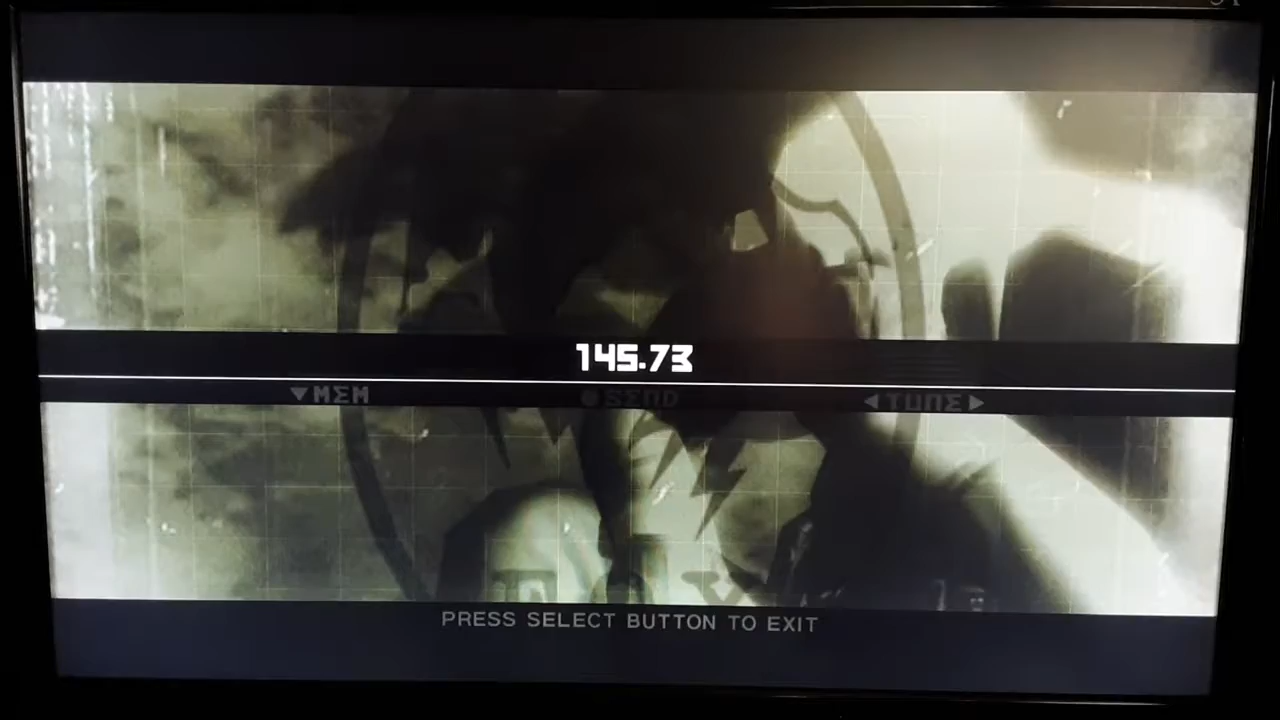 145.73
▼MEM ●SEND ◀TUNE▶
PRESS SELECT BUTTON TO EXIT